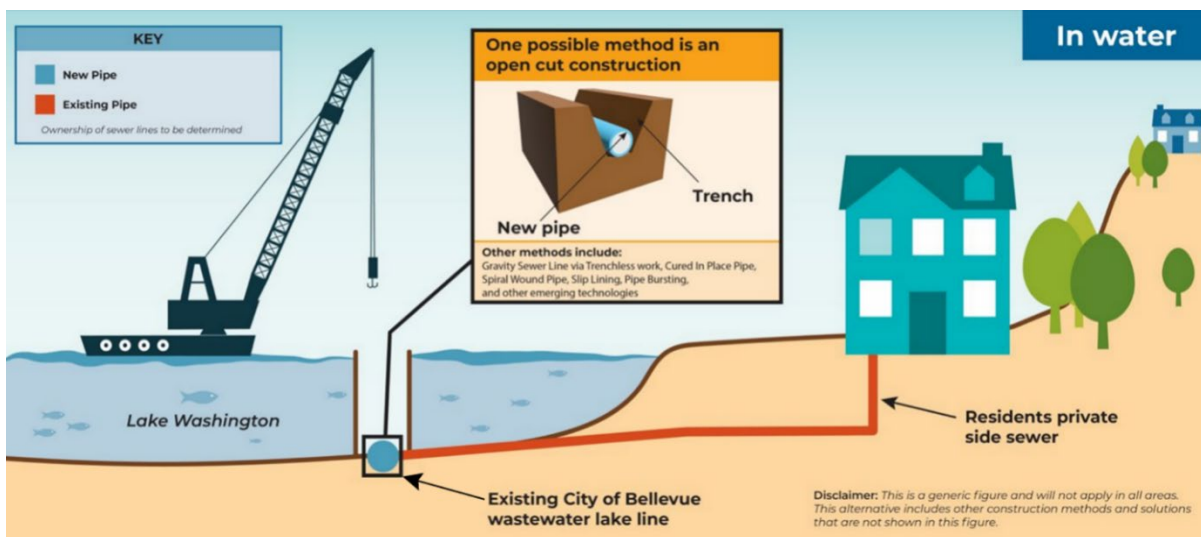 KEY
New Pipe
Existing Pipe
Ownership of sewer lines to be determined
One possible method is an
open cut construction
Trench
New pipe
Other methods include:
Gravity Sewer Line via Trenchless work, Cured In Place Pipe,
Spiral Wound Pipe, Slip Lining, Pipe Bursting,
and other emerging technologies
In water
Lake Washington
Residents private
side sewer
Existing City of Bellevue
wastewater lake line
Disclaimer: This is a generic figure and will not apply in all areas.
This alternative includes other construction methods and solutions
that are not shown in this figure.